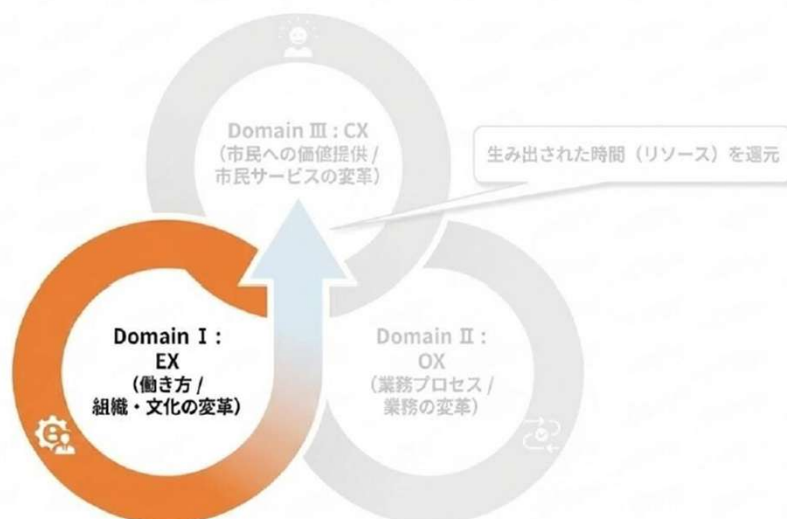 Domain Ⅲ : CX
（市民への価値提供 /
市民サービスの変革）
生み出された時間（リソース）を還元
Domain Ⅰ :
EX
（働き方 /
組織・文化の変革）
Domain Ⅱ :
OX
（業務プロセス /
業務の変革）